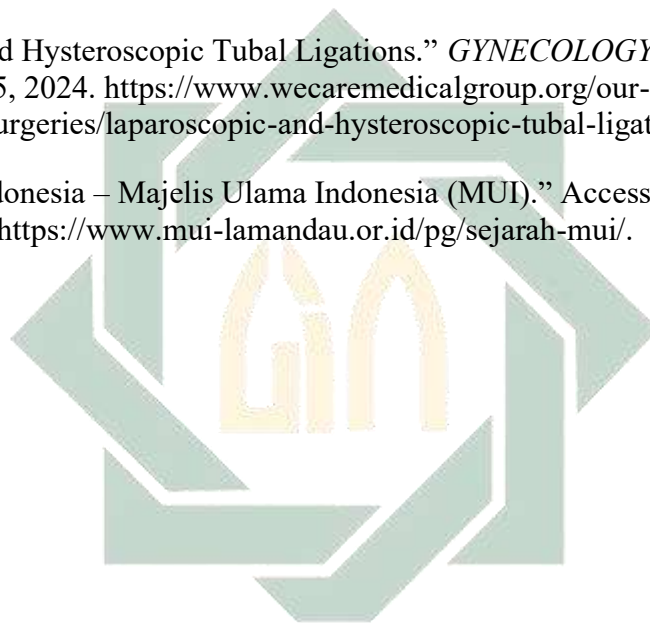 d Hysteroscopic Tubal Ligations.” GYNECOLOGY
5, 2024. https://www.wecaremedicalgroup.org/our-
urgeries/laparoscopic-and-hysteroscopic-tubal-ligat
donesia – Majelis Ulama Indonesia (MUI).” Access
https://www.mui-lamandau.or.id/pg/sejarah-mui/.